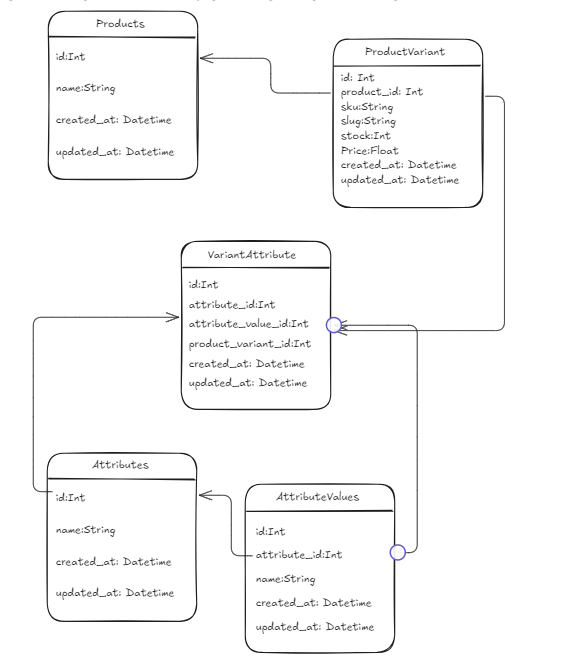 Products
id:Int
name:String
created_at: Datetime
updated_at: Datetime
ProductVariant
id: Int
product_id: Int
sku:String
slug:String
stock:Int
Price:Float
created_at: Datetime
updated_at: Datetime
VariantAttribute
id:Int
attribute_id:Int
attribute_value_id:Int
product_variant_id:Int
created_at: Datetime
updated_at: Datetime
Attributes
id:Int
name:String
created_at: Datetime
updated_at: Datetime
AttributeValues
id:Int
attribute_id:Int
name:String
created_at: Datetime
updated_at: Datetime